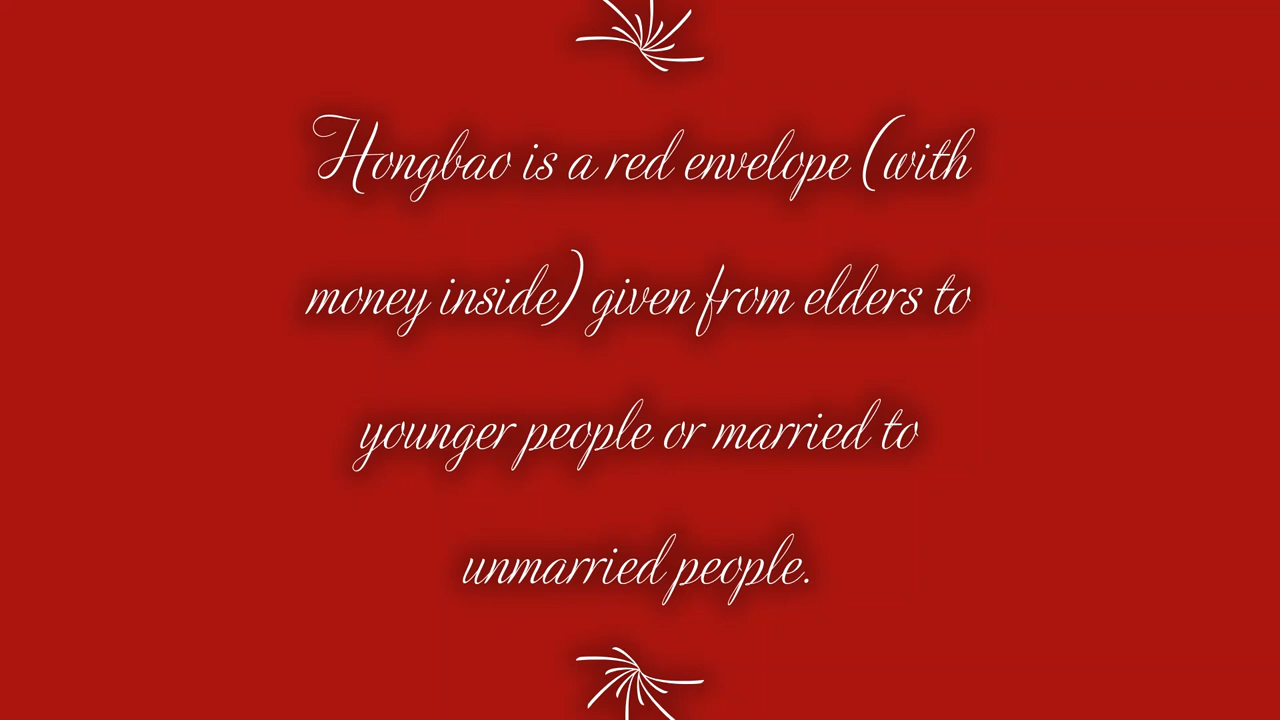 Hongbao is a red envelope (with
money inside) given from elders to
younger people or married to
unmarried people.